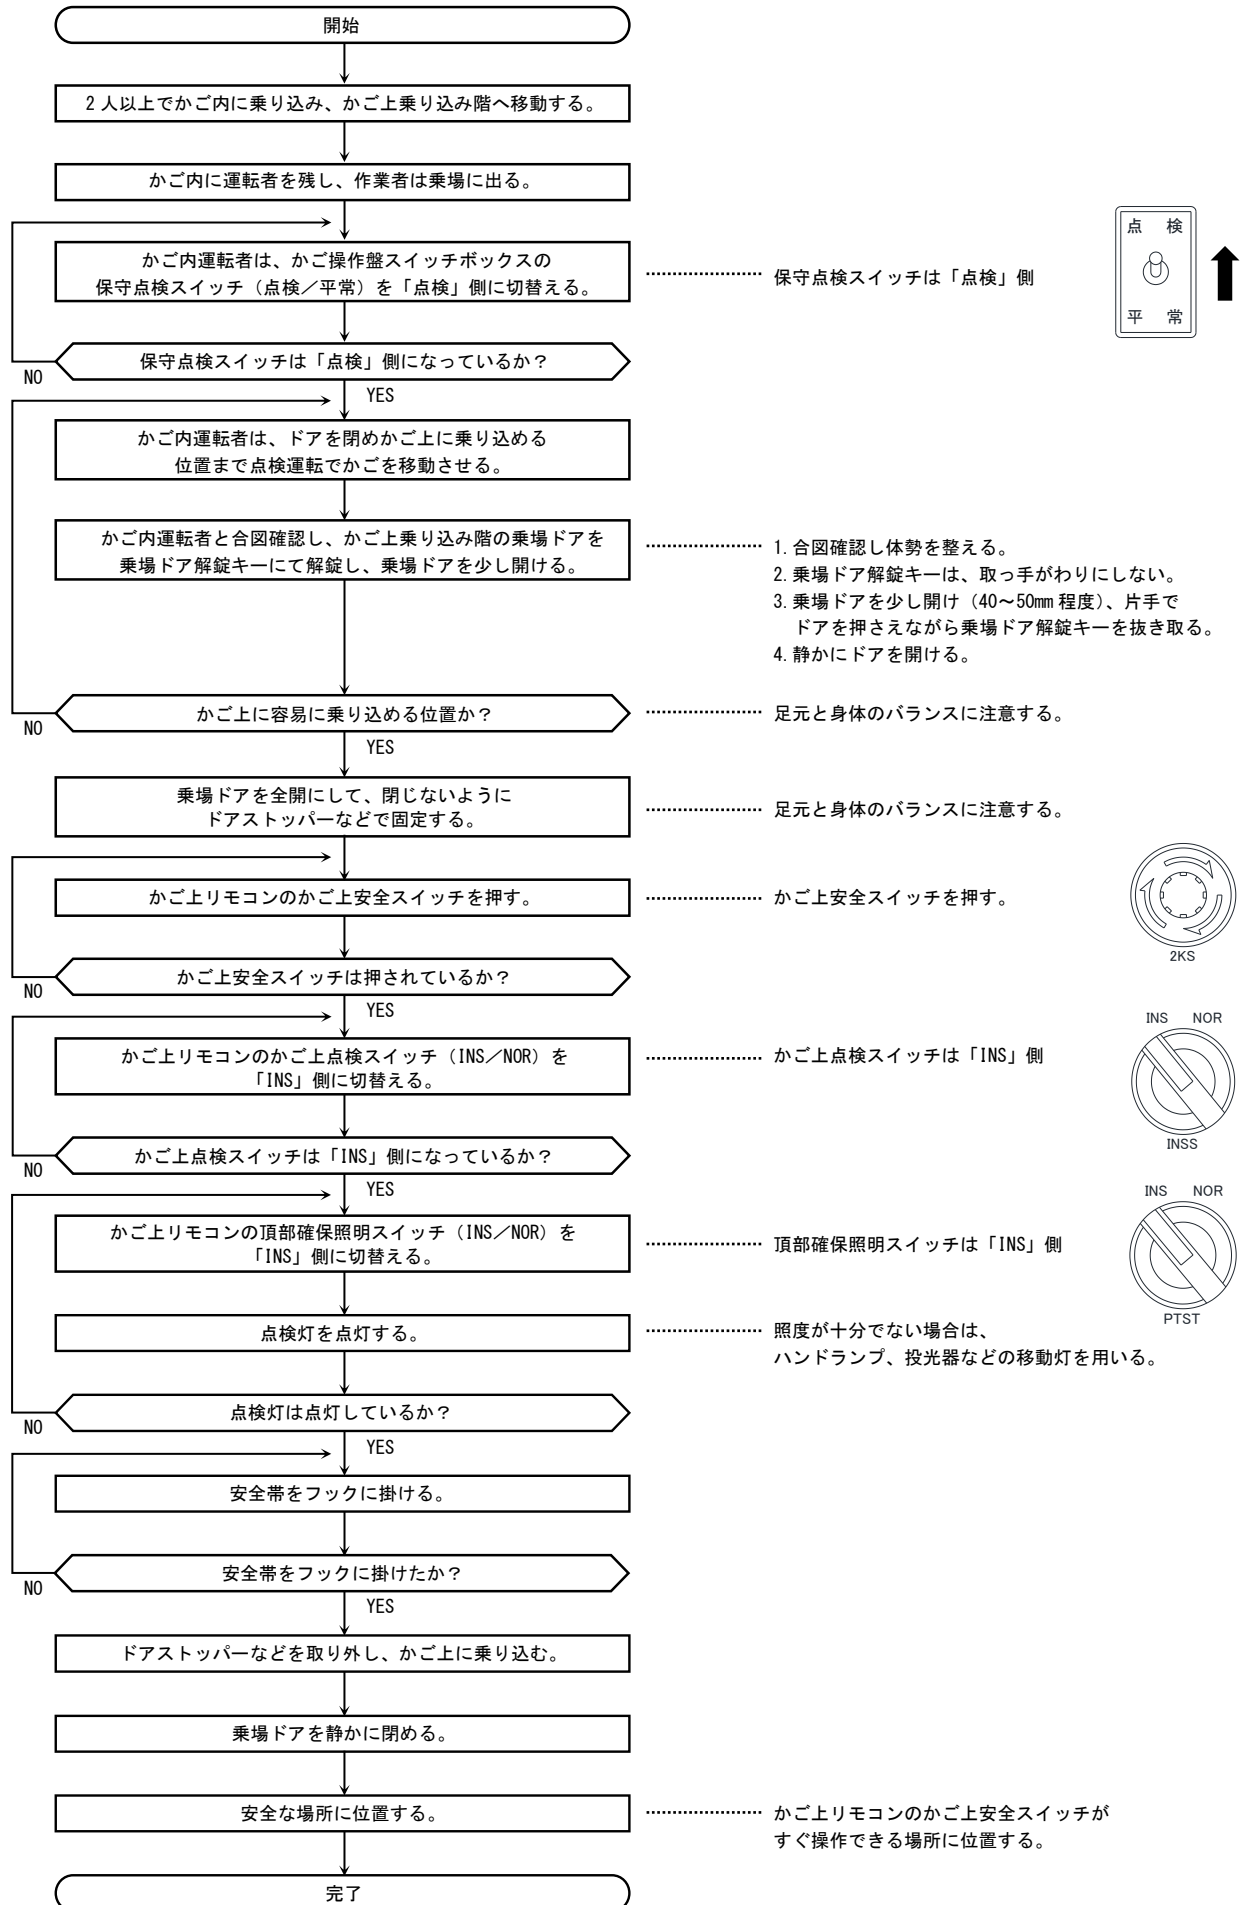 開始
2人以上でかご内に乗り込み、かご上乗り込み階へ移動する。
かご内に運転者を残し、作業者は乗場に出る。
かご内運転者は、かご操作盤スイッチボックスの
保守点検スイッチ（点検／平常）を「点検」側に切替える。
保守点検スイッチは「点検」側
点 検
平 常
保守点検スイッチは「点検」側になっているか？
NO
YES
かご内運転者は、ドアを閉めかご上に乗り込める
位置まで点検運転でかごを移動させる。
かご内運転者と合図確認し、かご上乗り込み階の乗場ドアを
乗場ドア解錠キーにて解錠し、乗場ドアを少し開ける。
1. 合図確認し体勢を整える。
2. 乗場ドア解錠キーは、取っ手がわりにしない。
3. 乗場ドアを少し開け（40～50mm 程度）、片手で
ドアを押さえながら乗場ドア解錠キーを抜き取る。
4. 静かにドアを開ける。
かご上に容易に乗り込める位置か？
足元と身体のバランスに注意する。
NO
YES
乗場ドアを全開にして、閉じないように
ドアストッパーなどで固定する。
足元と身体のバランスに注意する。
かご上リモコンのかご上安全スイッチを押す。
かご上安全スイッチを押す。
2KS
かご上安全スイッチは押されているか？
NO
YES
かご上リモコンのかご上点検スイッチ（INS／NOR）を
「INS」側に切替える。
かご上点検スイッチは「INS」側
INS NOR
INSS
かご上点検スイッチは「INS」側になっているか？
NO
YES
かご上リモコンの頂部確保照明スイッチ（INS／NOR）を
「INS」側に切替える。
頂部確保照明スイッチは「INS」側
INS NOR
PTST
点検灯を点灯する。
照度が十分でない場合は、
ハンドランプ、投光器などの移動灯を用いる。
点検灯は点灯しているか？
NO
YES
安全帯をフックに掛ける。
安全帯をフックに掛けたか？
NO
YES
ドアストッパーなどを取り外し、かご上に乗り込む。
乗場ドアを静かに閉める。
安全な場所に位置する。
かご上リモコンのかご上安全スイッチが
すぐ操作できる場所に位置する。
完了